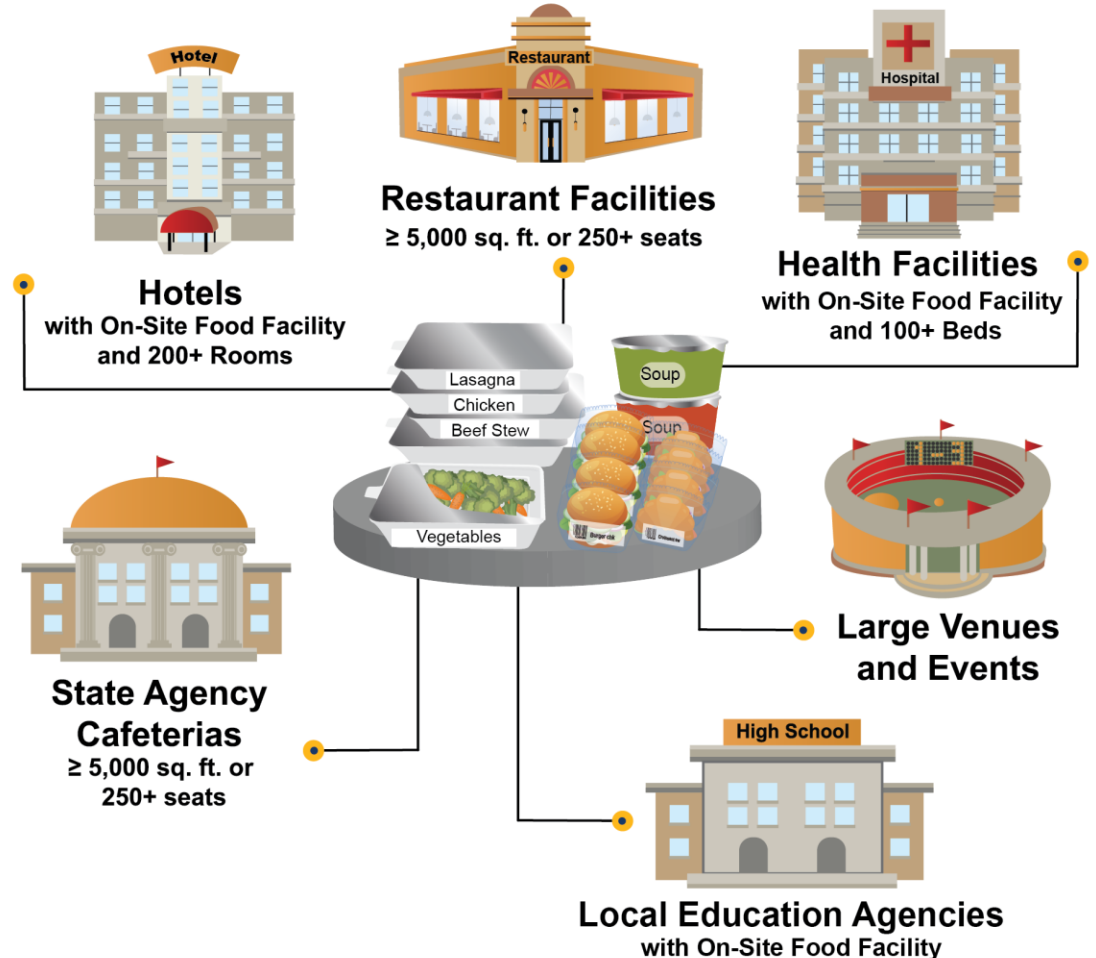 Hotel
Restaurant
Hospital
Restaurant Facilities
≥ 5,000 sq. ft. or 250+ seats
Health Facilities
with On-Site Food Facility
and 100+ Beds
Hotels
with On-Site Food Facility
and 200+ Rooms
Lasagna
Chicken
Beef Stew
Vegetables
Soup
Soup
1-3
Large Venues
and Events
State Agency
Cafeterias
≥ 5,000 sq. ft. or
250+ seats
High School
Local Education Agencies
with On-Site Food Facility